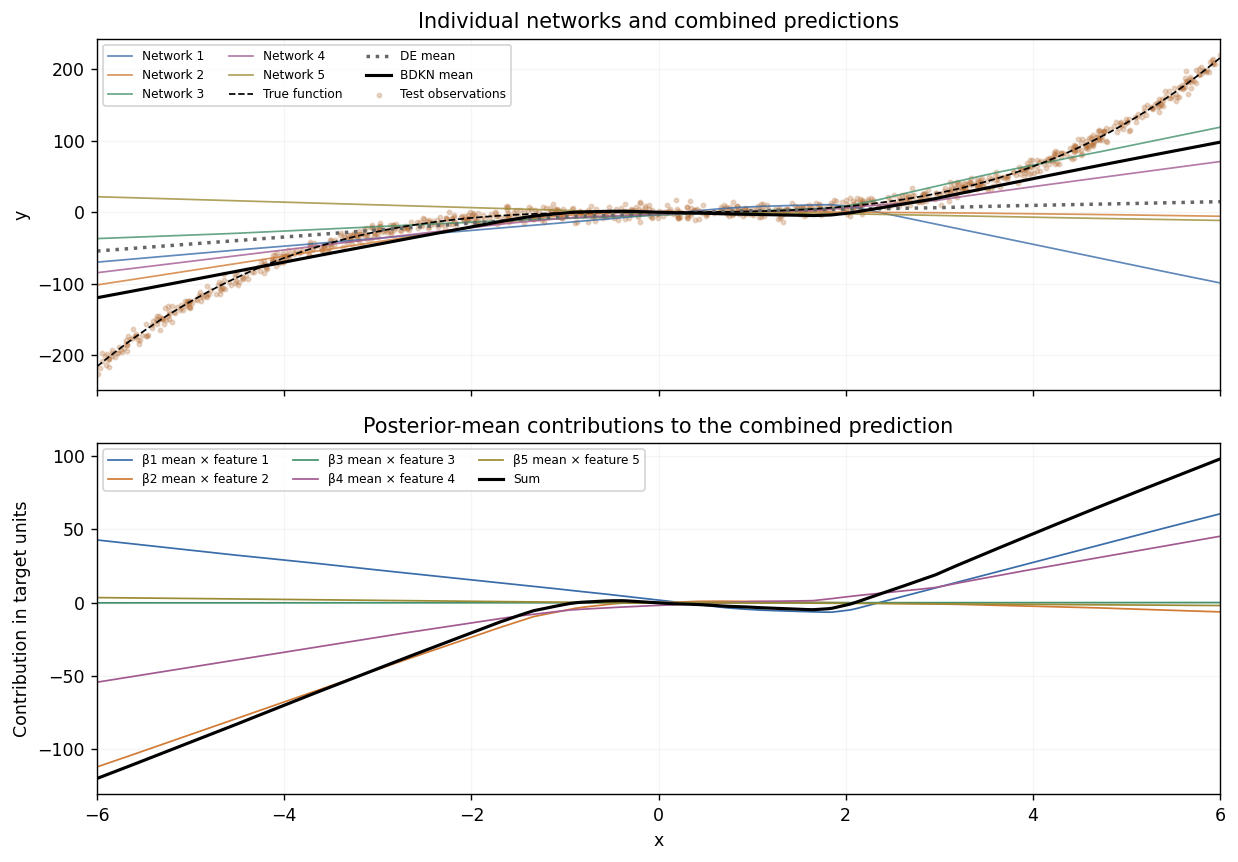 Individual networks and combined predictions
Network 1 Network 4 DE mean
Network 2 Network 5 BDKN mean
Network 3 True function Test observations
200
100
0
−100
−200
y
Posterior-mean contributions to the combined prediction
β1 mean × feature 1 β3 mean × feature 3 β5 mean × feature 5
β2 mean × feature 2 β4 mean × feature 4 Sum
100
50
0
−50
−100
Contribution in target units
−6 −4 −2 0 2 4 6
x